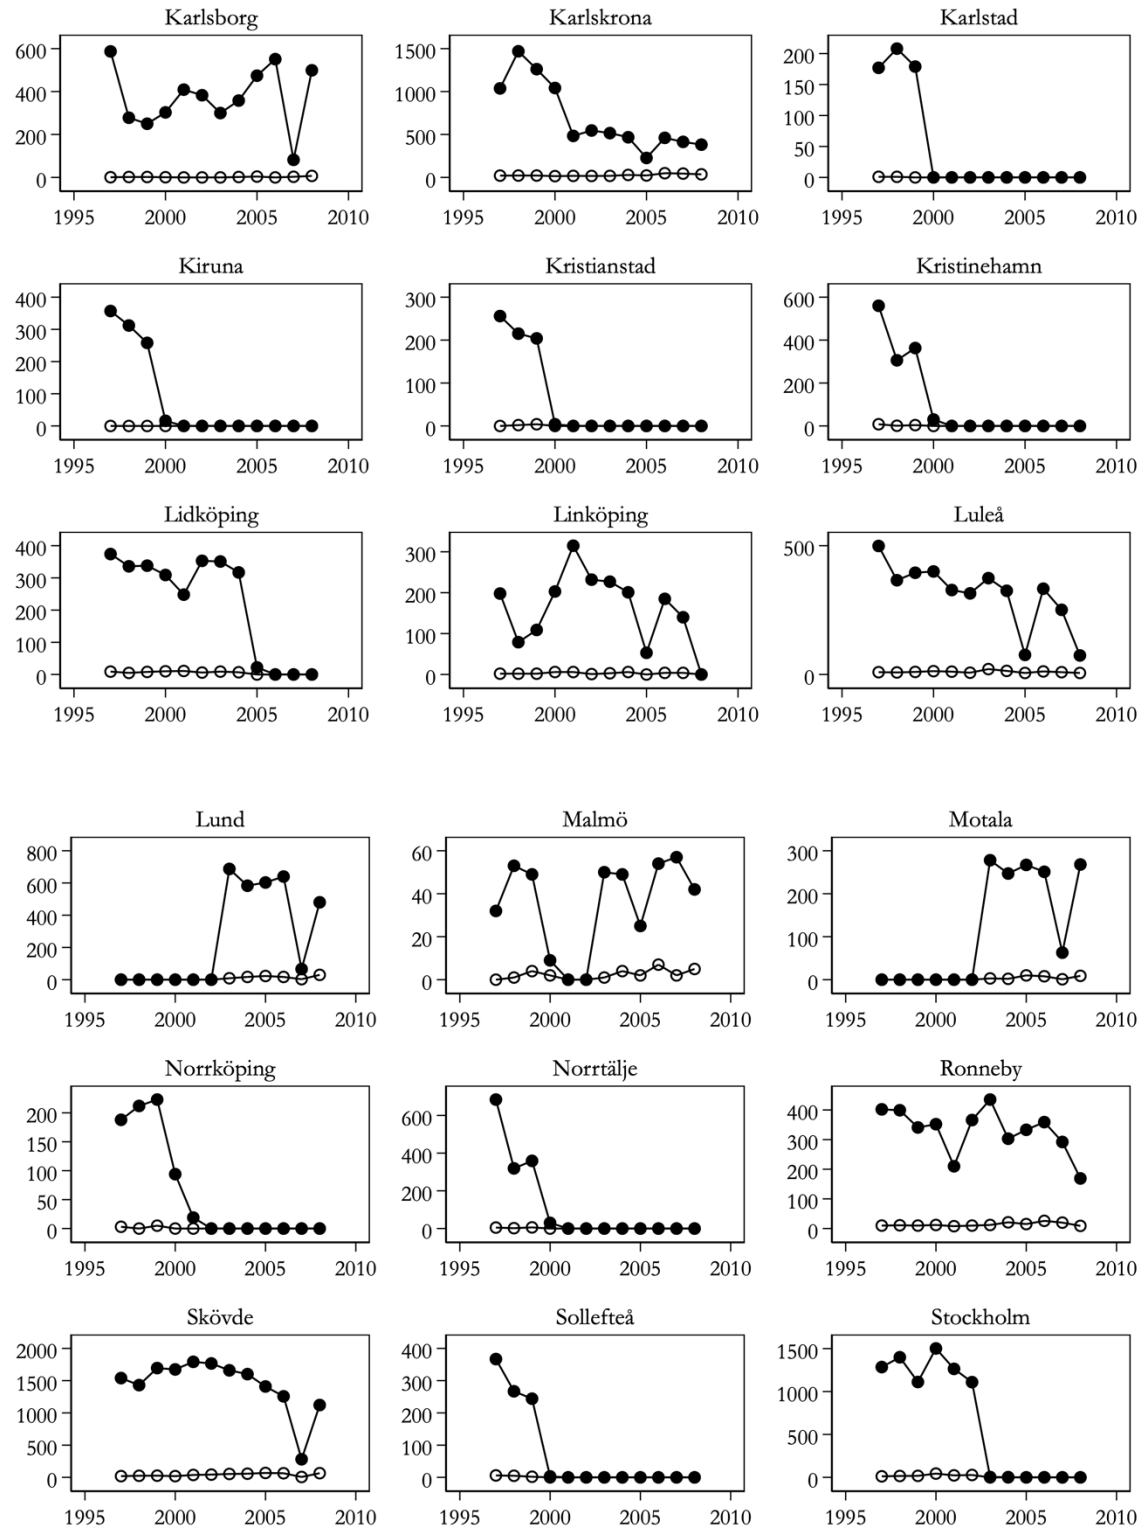 Karlsborg Karlskrona Karlstad
600 1500 200
400 1000 150
200 500 100
0 0 50
0
1995 2000 2005 2010 1995 2000 2005 2010 1995 2000 2005 2010
Kiruna Kristianstad Kristinehamn
400 300 600
300 200 400
200 100 200
100 0 0
0
1995 2000 2005 2010 1995 2000 2005 2010 1995 2000 2005 2010
Lidköping Linköping Luleå
400 300 500
300 200 0
200 100
100 0
0
1995 2000 2005 2010 1995 2000 2005 2010 1995 2000 2005 2010
Lund Malmö Motala
800 60 300
600 40 200
400 20 100
200 0 0
0
1995 2000 2005 2010 1995 2000 2005 2010 1995 2000 2005 2010
Norrköping Norrtälje Ronneby
200 600 400
150 400 300
100 200 200
50 0 100
0 0
1995 2000 2005 2010 1995 2000 2005 2010 1995 2000 2005 2010
Skövde Sollefteå Stockholm
2000 400 1500
1500 300 1000
1000 200 500
500 100 0
0 0
1995 2000 2005 2010 1995 2000 2005 2010 1995 2000 2005 2010